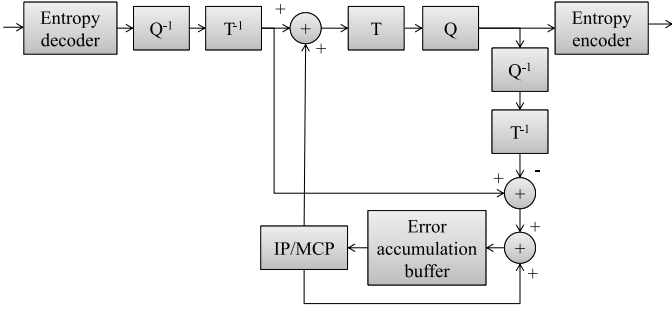 Entropy
decoder
Q-1
T-1
+
+
+
T
Q
Entropy
encoder
Q-1
T-1
-
+
+
+
+
+
IP/MCP
Error
accumulation
buffer